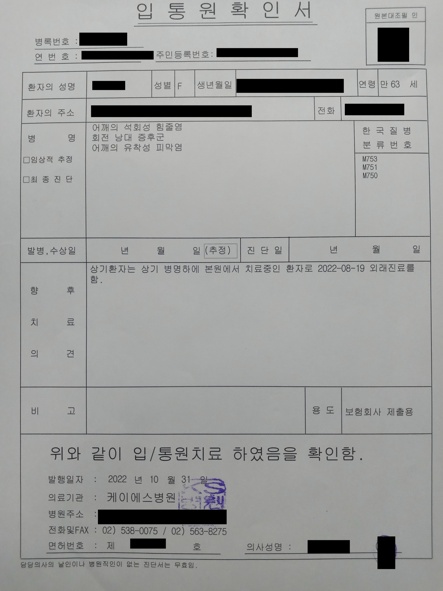 입 통 원 확 인 서
원본대조필 인
병록번호 :
연 번호 : 주민등록번호:
환자의 성명 성별 F 생년월일 연령 만 63 세
환자의 주소 전화
병 명
어깨의 석회성 힘줄염
회전 낭대 증후군
어깨의 유착성 피막염
한 국 질 병
분 류 번 호
□임상적 추정
□최 종 진 단
M753
M751
M750
발병,수상일 년 월 일 (추정) 진 단 일 년 월 일
향 후
치 료
의 견
상기환자는 상기 병명하에 본원에서 치료중인 환자로 2022-08-19 외래진료를
함.
비 고 용 도 보험회사 제출용
위와 같이 입/통원치료 하였음을 확인함.
발행일자 : 2022 년 10 월 31 일
의료기관 : 케이에스병원
병원주소 :
전화및FAX : 02) 538-0075 / 02) 563-8275
면허번호 : 제 호 의사성명 :
담당의사의 날인이나 병원직인이 없는 진단서는 무효임.